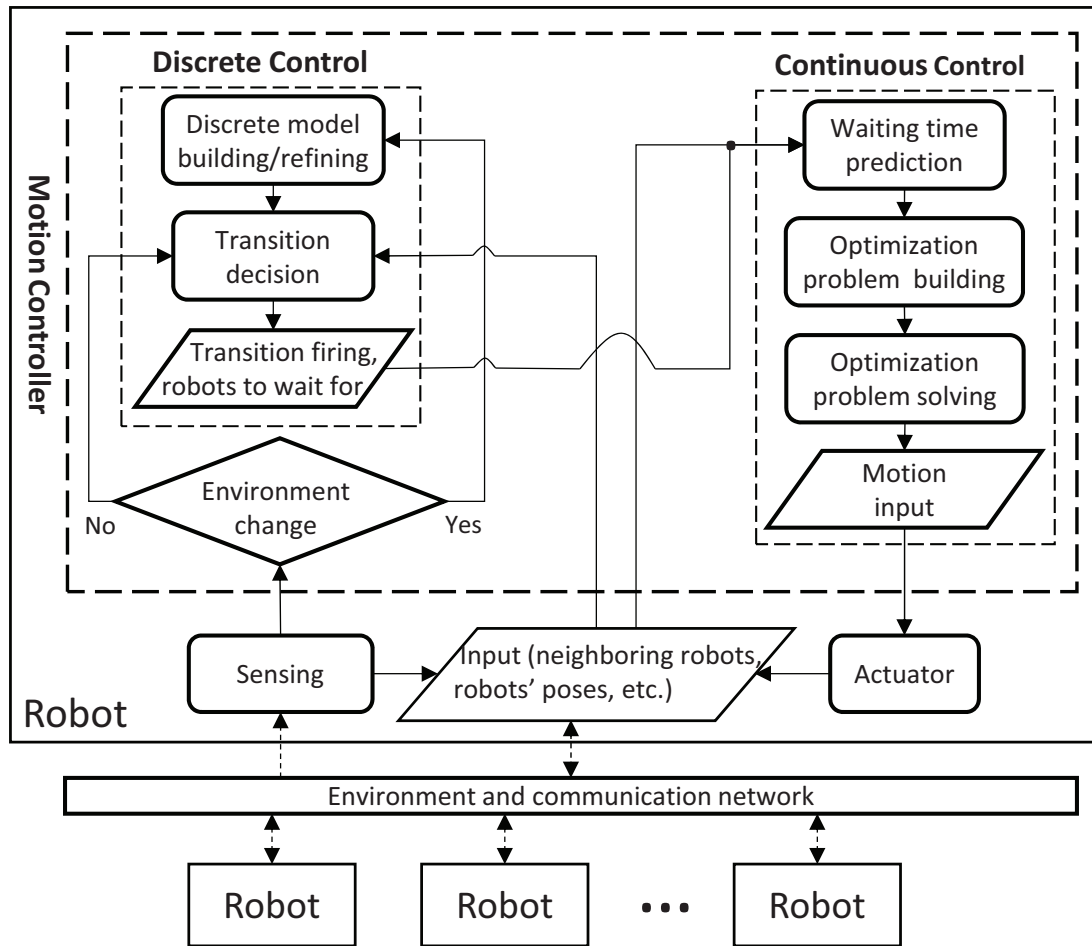 Discrete Control
Discrete model
building/refining
Transition
decision
Transition firing,
robots to wait for
Environment
change
No
Yes
Motion Controller
Continuous Control
Waiting time
prediction
Optimization
problem building
Optimization
problem solving
Motion
input
Sensing
Input (neighboring robots,
robots’ poses, etc.)
Actuator
Robot
Environment and communication network
Robot
Robot
...
Robot